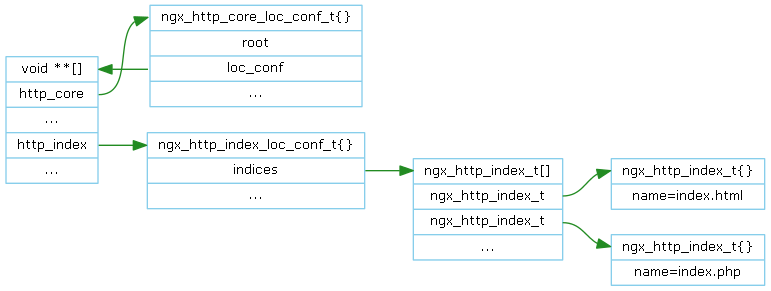 void **[]
http_core
...
http_index
...
ngx_http_core_loc_conf_t{}
root
loc_conf
...
ngx_http_index_loc_conf_t{}
indices
...
ngx_http_index_t[]
ngx_http_index_t
ngx_http_index_t
...
ngx_http_index_t{}
name=index.html
ngx_http_index_t{}
name=index.php